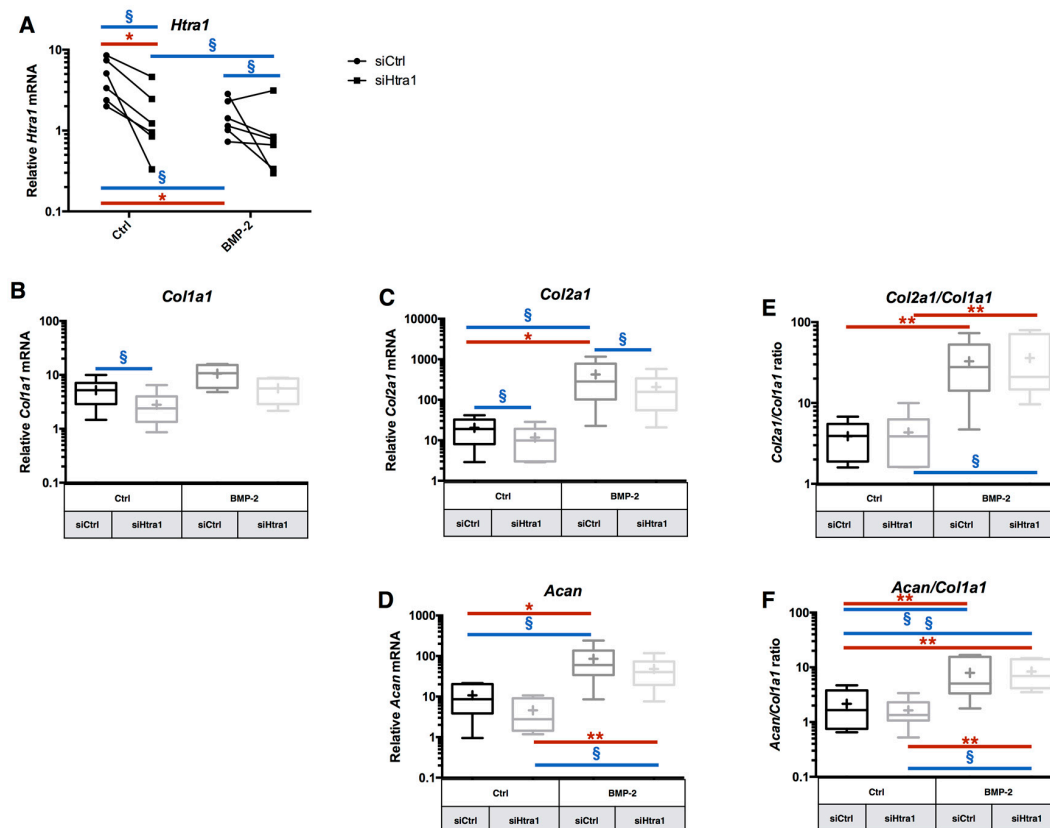 A
Htra1
§
*
§
§
siCtrl
siHtra1
Relative Htra1 mRNA
10
1
0.1
§
*
Ctrl
BMP-2
B
Col1a1
Relative Col1a1 mRNA
100
10
1
0.1
§
Ctrl
BMP-2
siCtrl
siHtra1
siCtrl
siHtra1
C
Col2a1
Relative Col2a1 mRNA
10000
1000
100
10
1
§
*
§
§
Ctrl
BMP-2
siCtrl
siHtra1
siCtrl
siHtra1
E
Col2a1/Col1a1
Col2a1/Col1a1 ratio
100
10
1
**
**
§
Ctrl
BMP-2
siCtrl
siHtra1
siCtrl
siHtra1
D
Acan
Relative Acan mRNA
1000
100
10
1
0.1
*
§
**
§
Ctrl
BMP-2
siCtrl
siHtra1
siCtrl
siHtra1
F
Acan/Col1a1
Acan/Col1a1 ratio
100
10
1
0.1
**
§ §
**
**
§
Ctrl
BMP-2
siCtrl
siHtra1
siCtrl
siHtra1